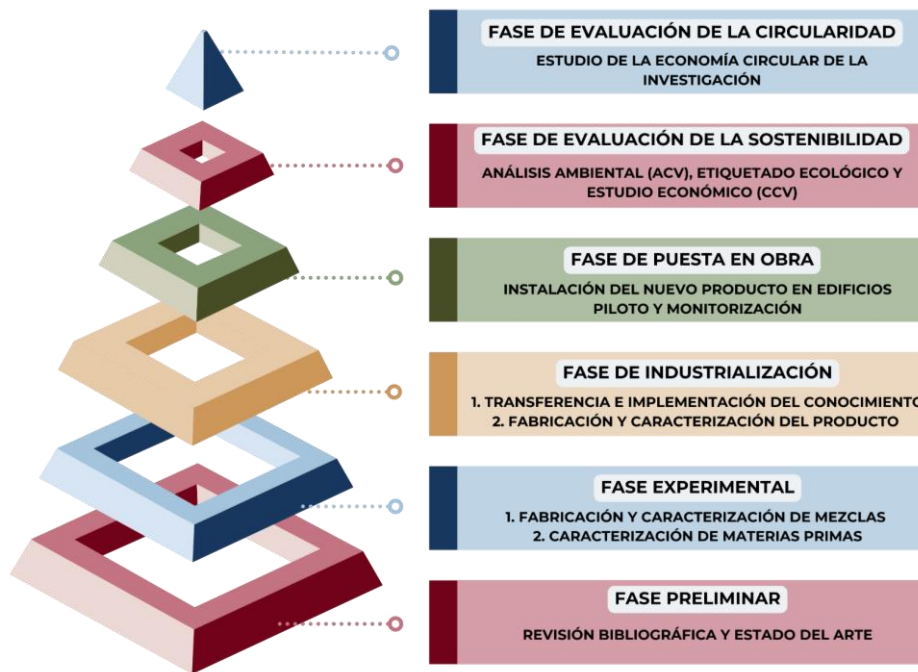 FASE DE EVALUACIÓN DE LA CIRCULARIDAD
ESTUDIO DE LA ECONOMÍA CIRCULAR DE LA
INVESTIGACIÓN
FASE DE EVALUACIÓN DE LA SOSTENIBILIDAD
ANÁLISIS AMBIENTAL (ACV), ETIQUETADO ECOLÓGICO Y
ESTUDIO ECONÓMICO (CCV)
FASE DE PUESTA EN OBRA
INSTALACIÓN DEL NUEVO PRODUCTO EN EDIFICIOS
PILOTO Y MONITORIZACIÓN
FASE DE INDUSTRIALIZACIÓN
1. TRANSFERENCIA E IMPLEMENTACIÓN DEL CONOCIMIENTO
2. FABRICACIÓN Y CARACTERIZACIÓN DEL PRODUCTO
FASE EXPERIMENTAL
1. FABRICACIÓN Y CARACTERIZACIÓN DE MEZCLAS
2. CARACTERIZACIÓN DE MATERIAS PRIMAS
FASE PRELIMINAR
REVISIÓN BIBLIOGRÁFICA Y ESTADO DEL ARTE